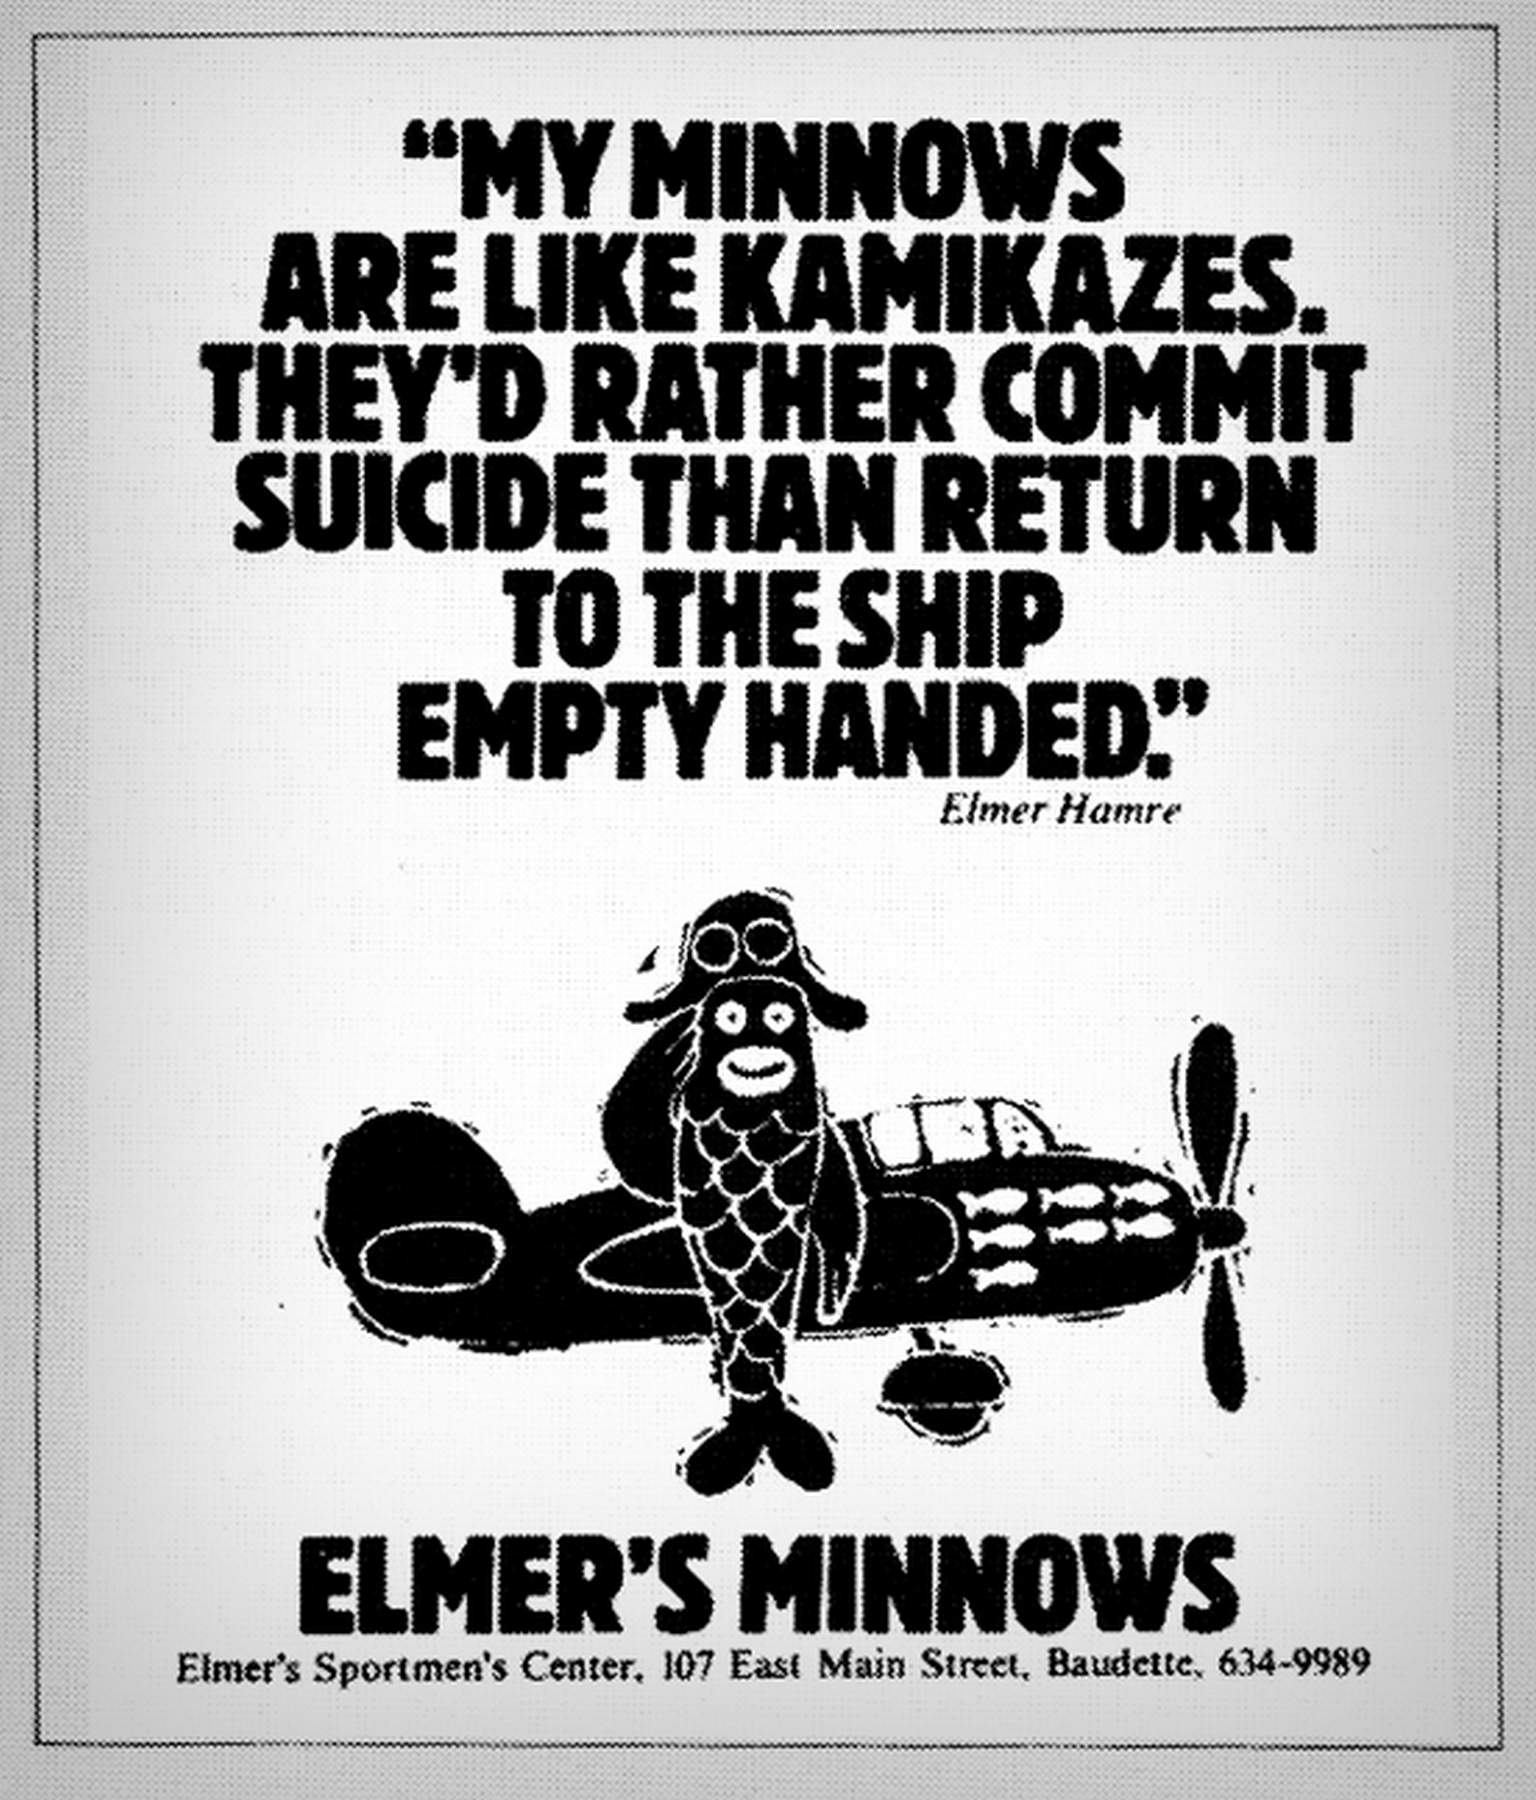 “MY MINNOWS
ARE LIKE KAMIKAZES.
THEY'D RATHER COMMIT
SUICIDE THAN RETURN
TO THE SHIP
EMPTY HANDED.”
Elmer Hamre
ELMER'S MINNOWS
Elmer's Sportmen's Center, 107 East Main Street, Baudette, 634-9989